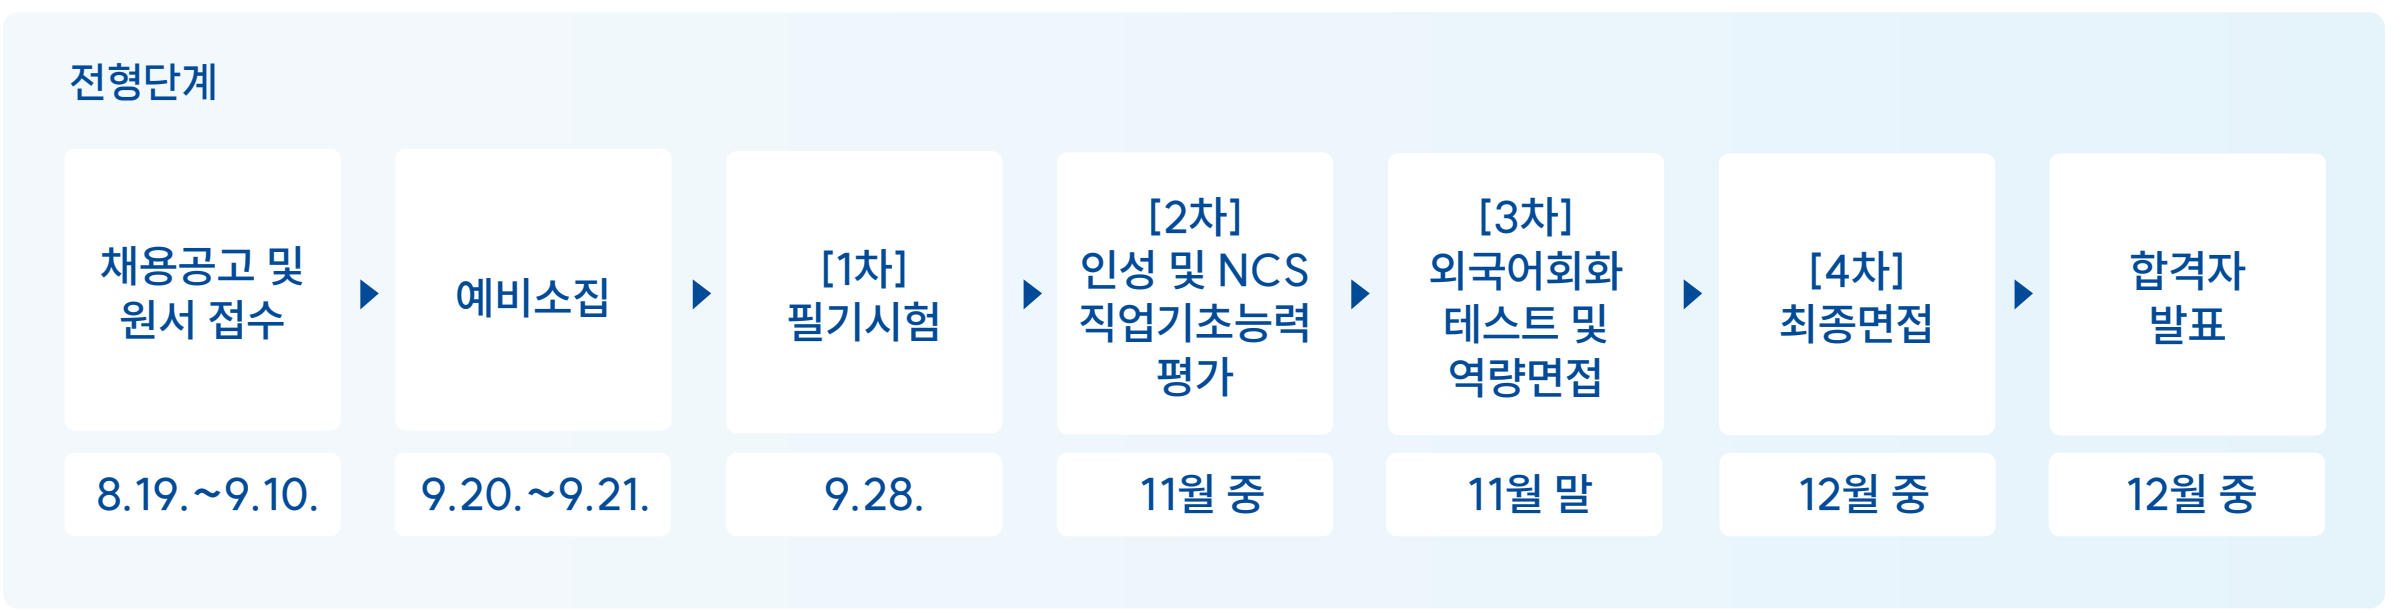 전형단계
채용공고 및
원서 접수
예비소집
[1차]
필기시험
[2차]
인성 및 NCS
직업기초능력
평가
[3차]
외국어회화
테스트 및
역량면접
[4차]
최종면접
합격자
발표
8.19.~9.10.
9.20.~9.21.
9.28.
11월 중
11월 말
12월 중
12월 중